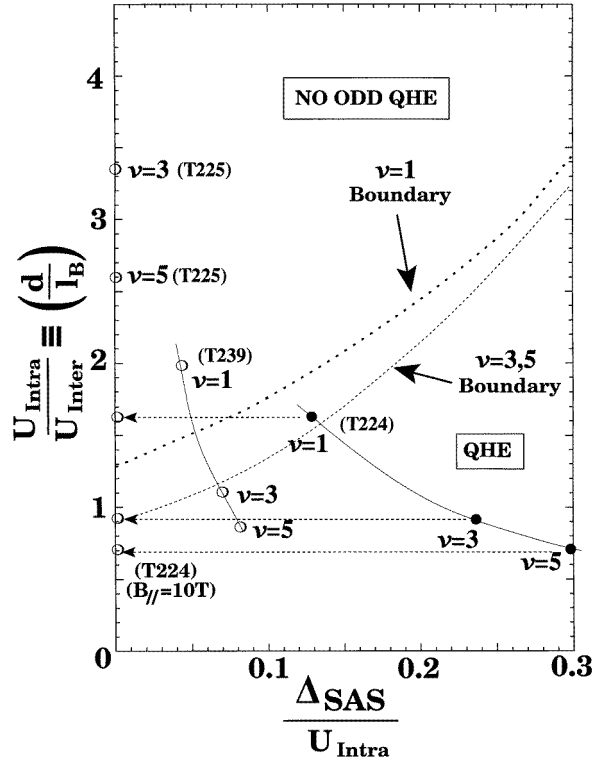 4
NO ODD QHE
ν=3 (T225)
ν=1
Boundary
3
ν=5 (T225)
U_Intra / U_Inter ≡ (d / l_B)
2
(T239)
ν=1
ν=3,5
Boundary
(T224)
ν=1
QHE
1
ν=3
ν=5
ν=3
(T224)
(B_//=10T)
ν=5
0
0.1
0.2
0.3
Δ_SAS
U_Intra